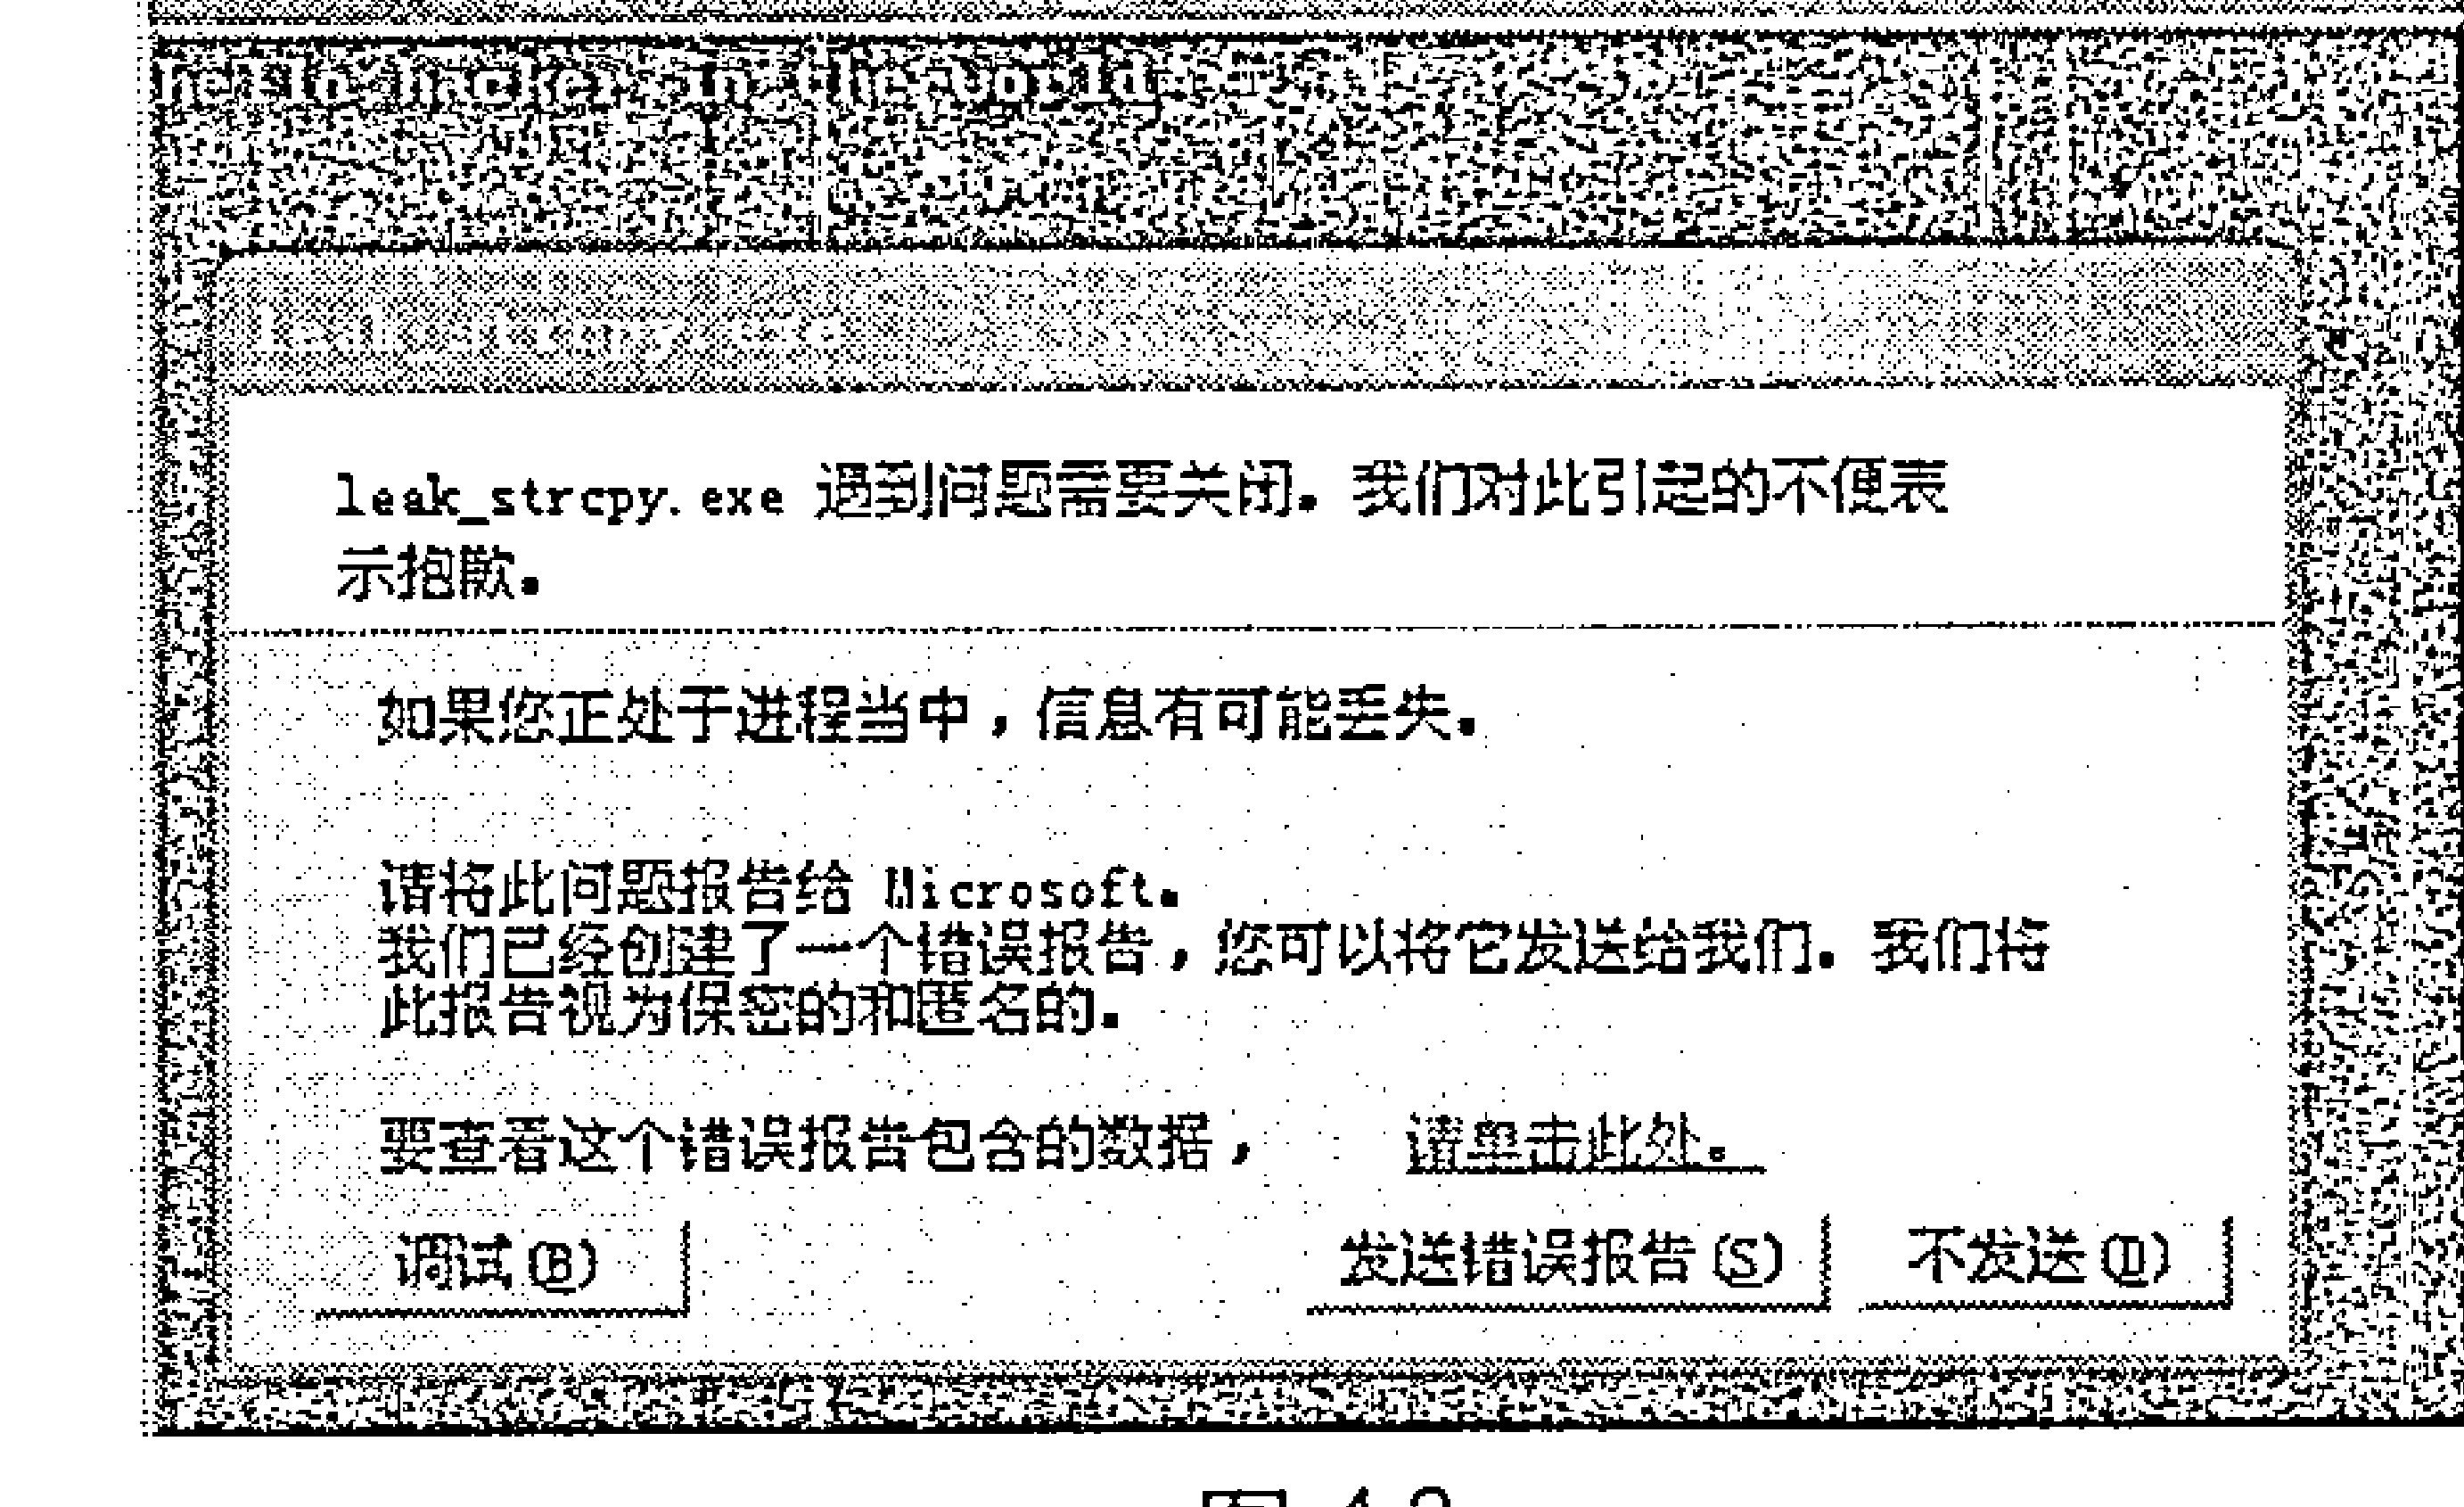 leak_strcpy.exe
leak_strcpy.exe 遇到问题需要关闭。我们对此引起的不便表
示抱歉。
如果您正处于进程当中，信息有可能丢失。
请将此问题报告给 Microsoft。
我们已经创建了一个错误报告，您可以将它发送给我们。我们将
此报告视为保密的和匿名的。
要查看这个错误报告包含的数据， 请单击此处。
调试(B) 发送错误报告(S) 不发送(D)